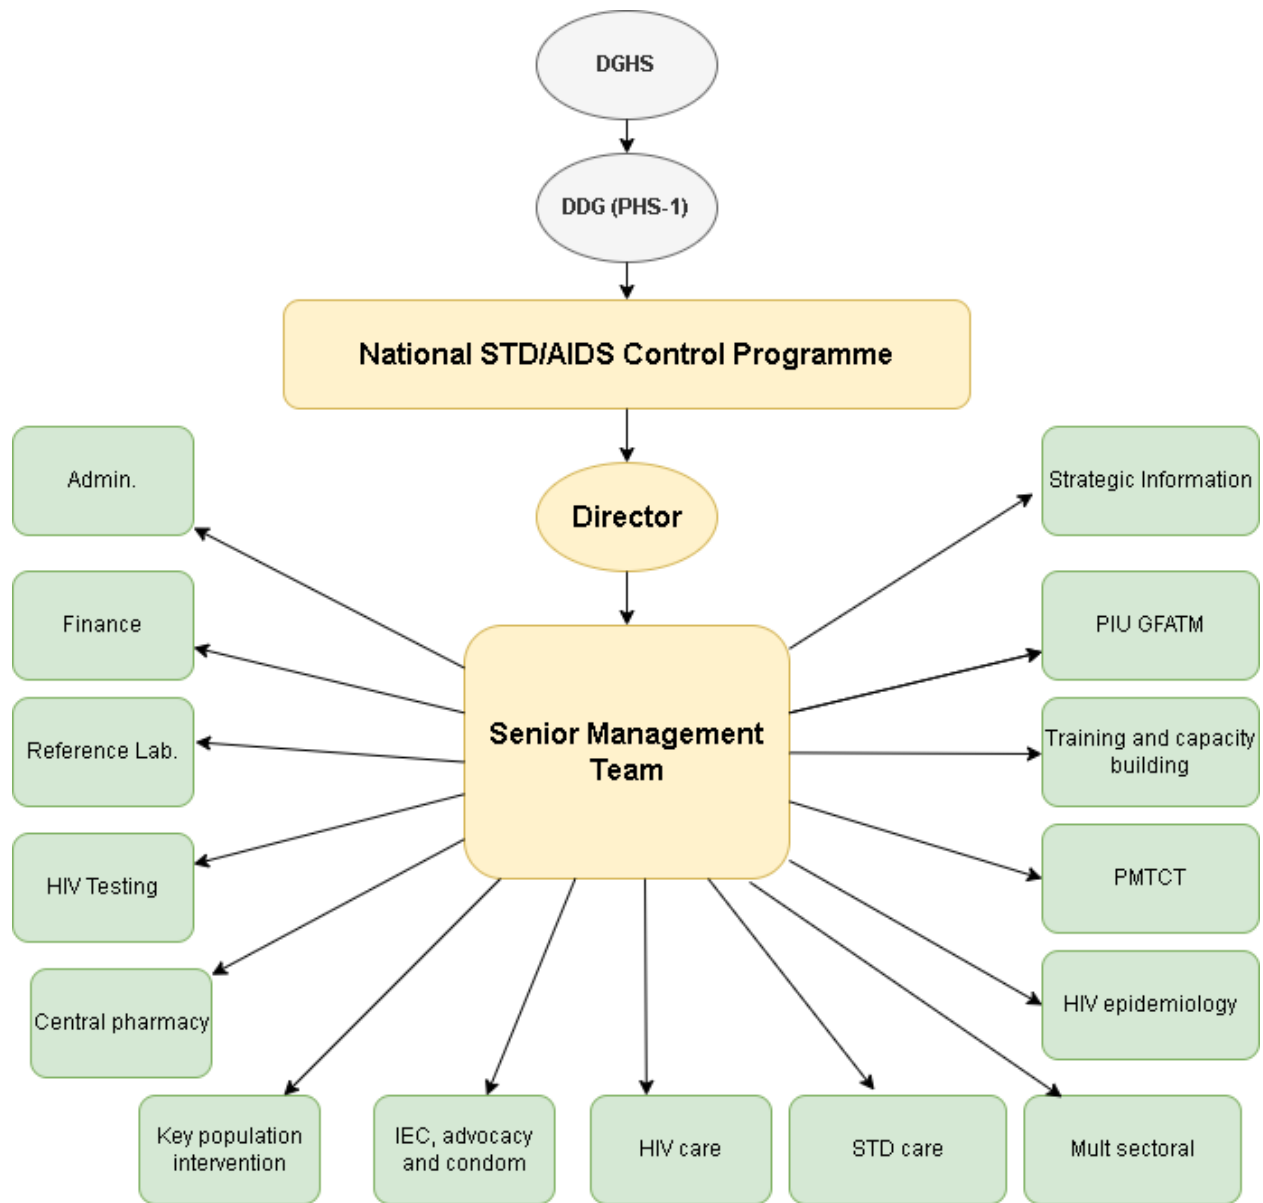 DGHS
DDG (PHS-1)
National STD/AIDS Control Programme
Director
Senior Management
Team
Admin.
Finance
Reference Lab.
HIV Testing
Central pharmacy
Key population
intervention
IEC, advocacy
and condom
HIV care
STD care
Mult sectoral
HIV epidemiology
PMTCT
Training and capacity
building
PIU GFATM
Strategic Information